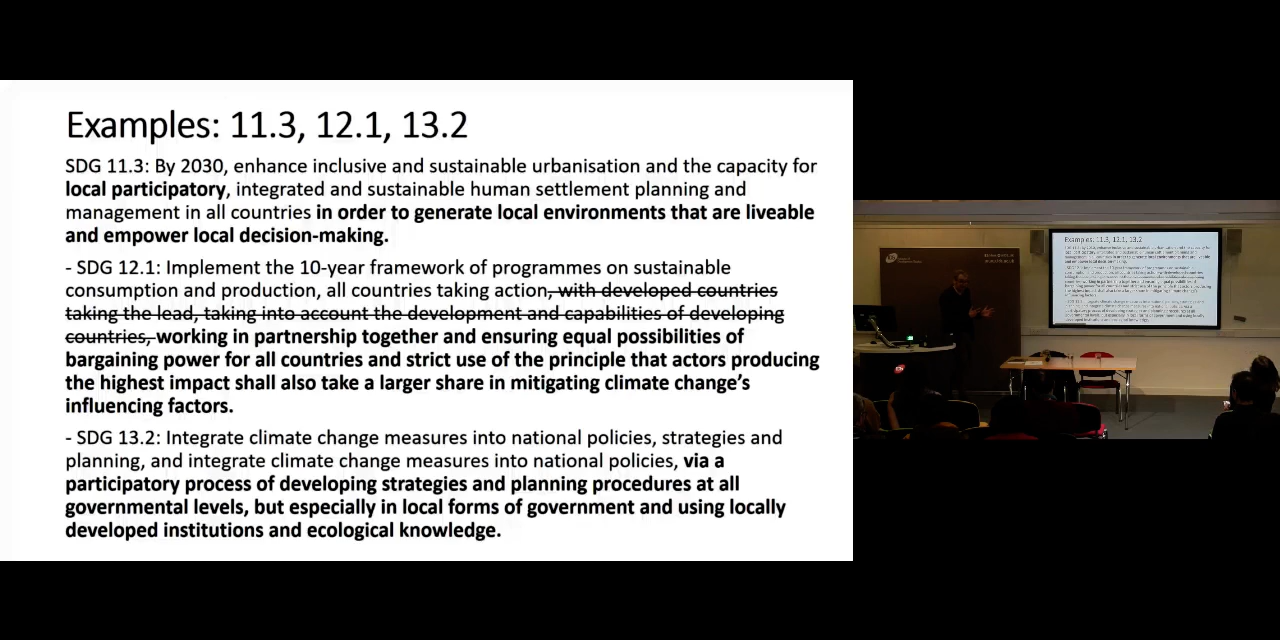 Examples: 11.3, 12.1, 13.2
SDG 11.3: By 2030, enhance inclusive and sustainable urbanisation and the capacity for
local participatory, integrated and sustainable human settlement planning and
management in all countries in order to generate local environments that are liveable
and empower local decision-making.
- SDG 12.1: Implement the 10-year framework of programmes on sustainable
consumption and production, all countries taking action, with developed countries
taking the lead, taking into account the development and capabilities of developing
countries, working in partnership together and ensuring equal possibilities of
bargaining power for all countries and strict use of the principle that actors producing
the highest impact shall also take a larger share in mitigating climate change's
influencing factors.
- SDG 13.2: Integrate climate change measures into national policies, strategies and
planning, and integrate climate change measures into national policies, via a
participatory process of developing strategies and planning procedures at all
governmental levels, but especially in local forms of government and using locally
developed institutions and ecological knowledge.
Examples: 11.3, 12.1, 13.2